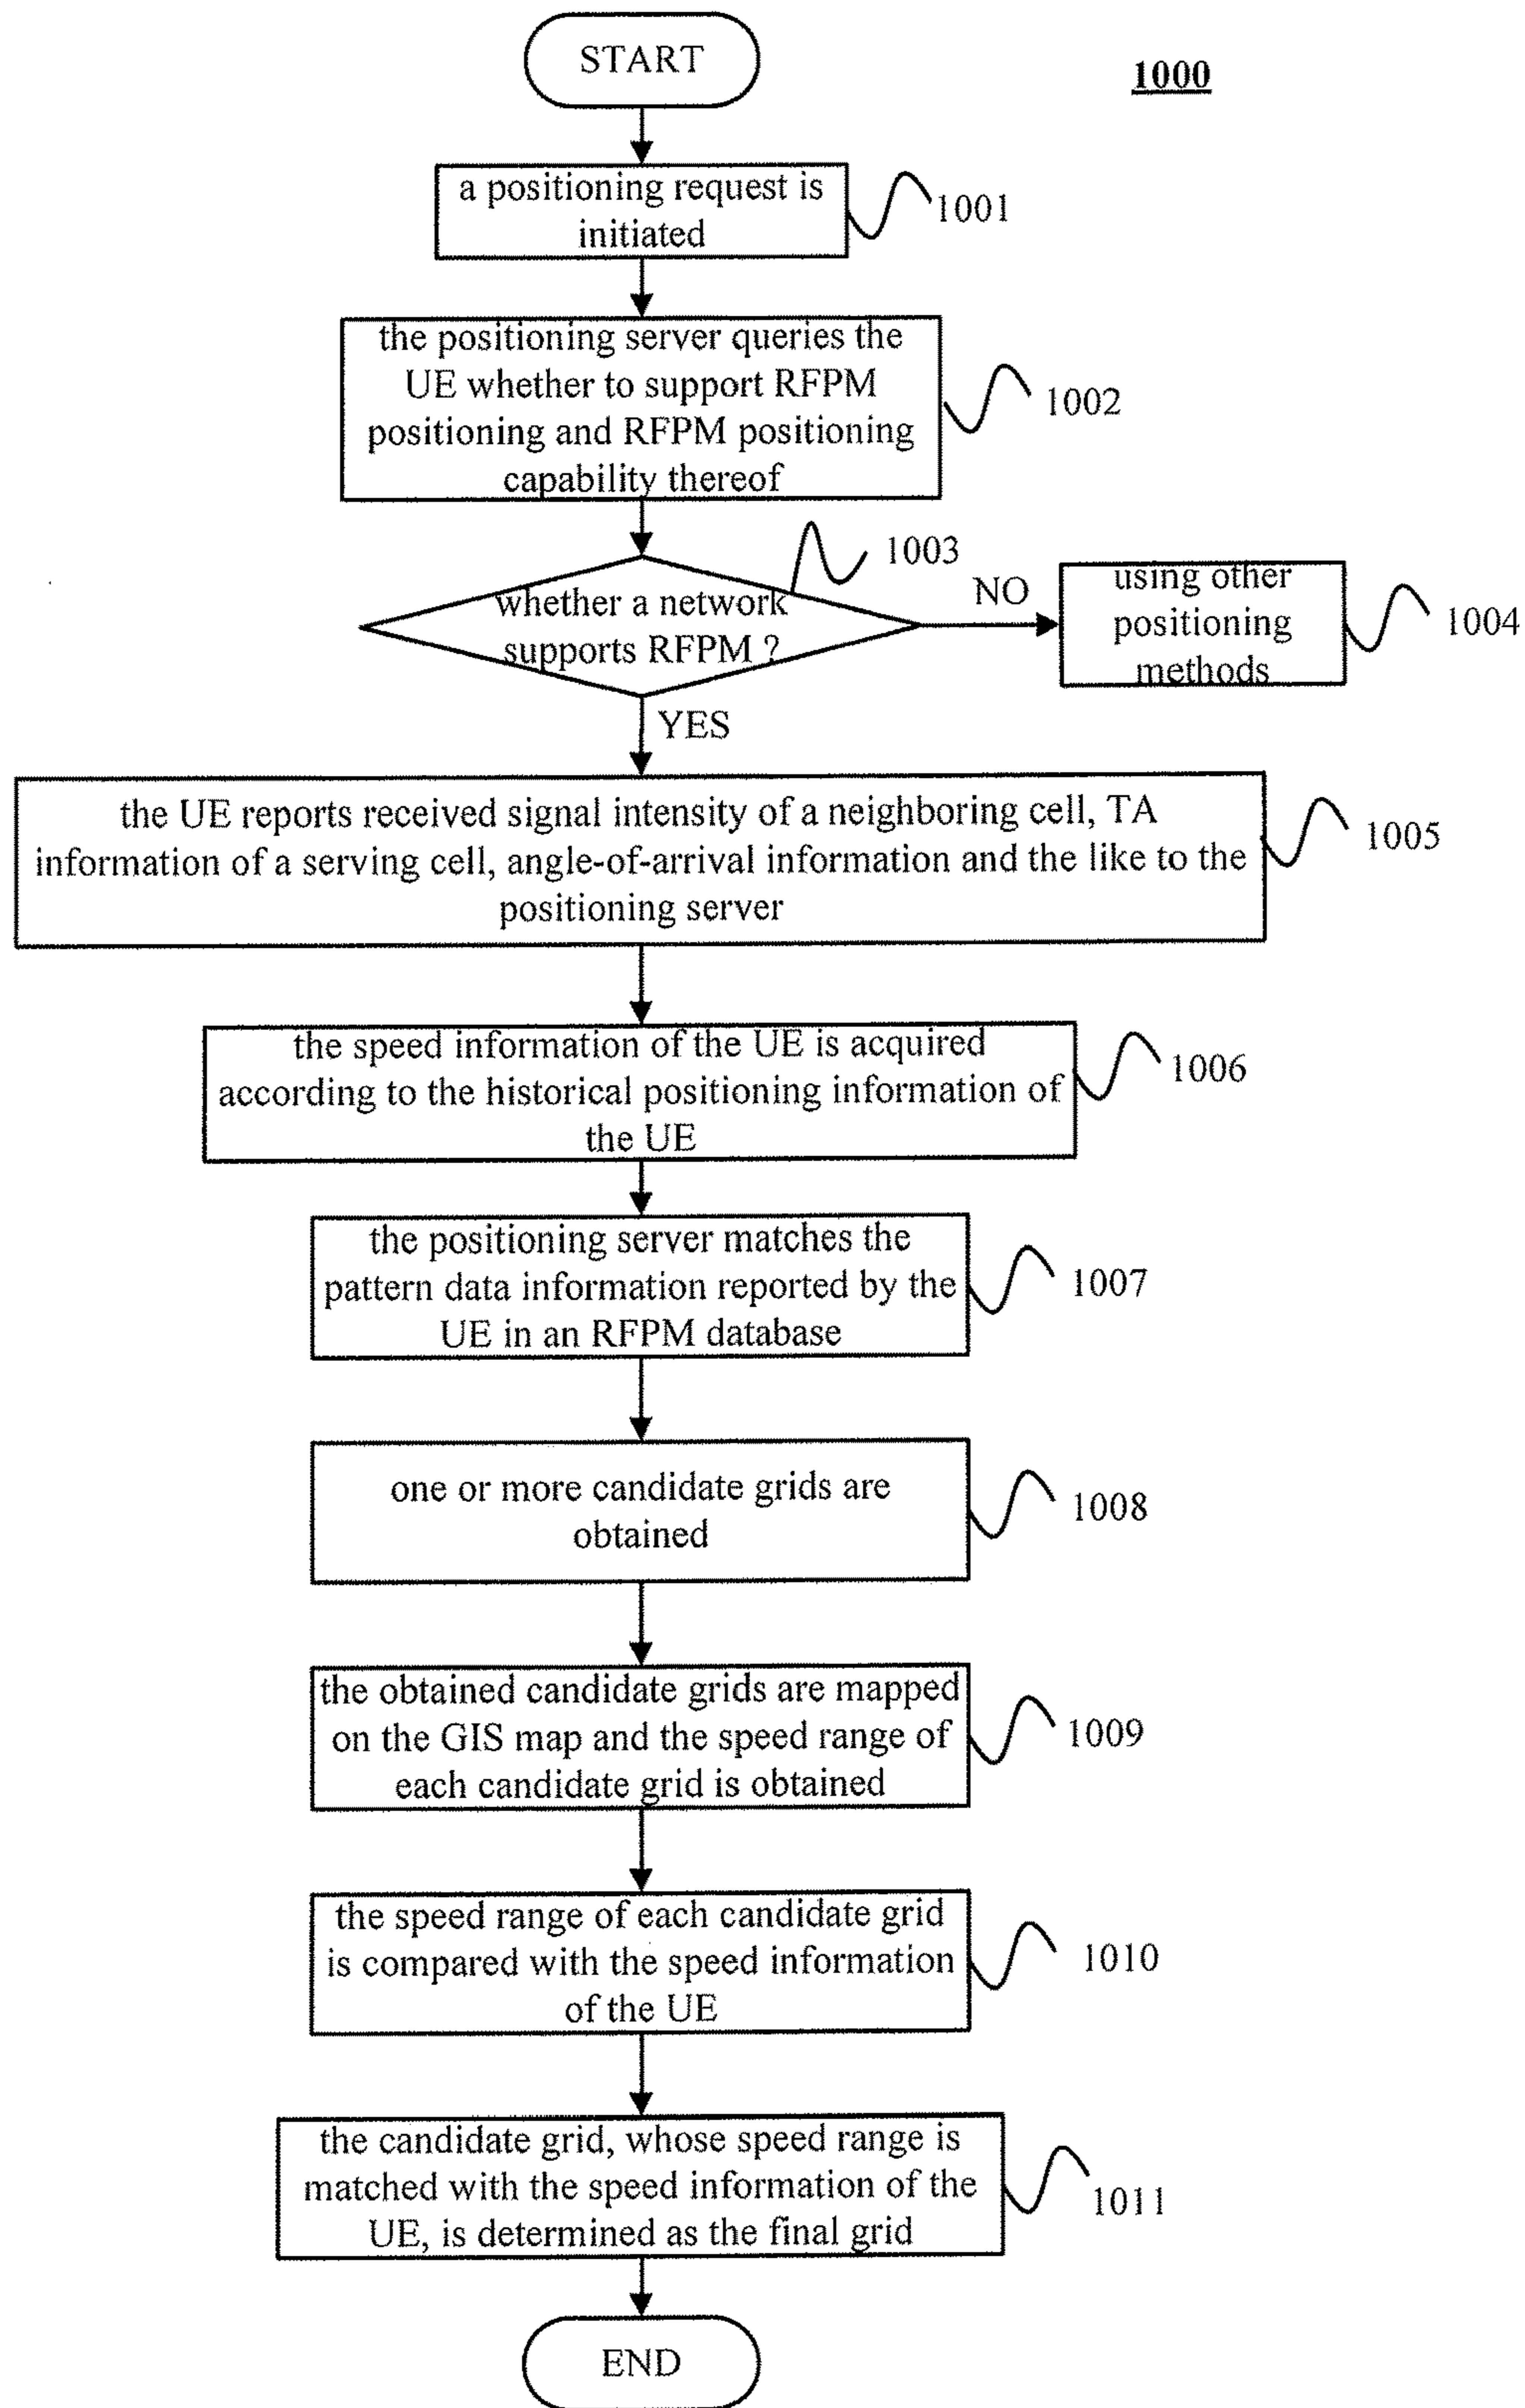 START
1000
a positioning request is
initiated
1001
the positioning server queries the
UE whether to support RFPM
positioning and RFPM positioning
capability thereof
1002
1003
whether a network
supports RFPM ?
NO
using other
positioning
methods
1004
YES
the UE reports received signal intensity of a neighboring cell, TA
information of a serving cell, angle-of-arrival information and the like to the
positioning server
1005
the speed information of the UE is acquired
according to the historical positioning information of
the UE
1006
the positioning server matches the
pattern data information reported by the
UE in an RFPM database
1007
one or more candidate grids are
obtained
1008
the obtained candidate grids are mapped
on the GIS map and the speed range of
each candidate grid is obtained
1009
the speed range of each candidate grid
is compared with the speed information
of the UE
1010
the candidate grid, whose speed range is
matched with the speed information of the
UE, is determined as the final grid
1011
END